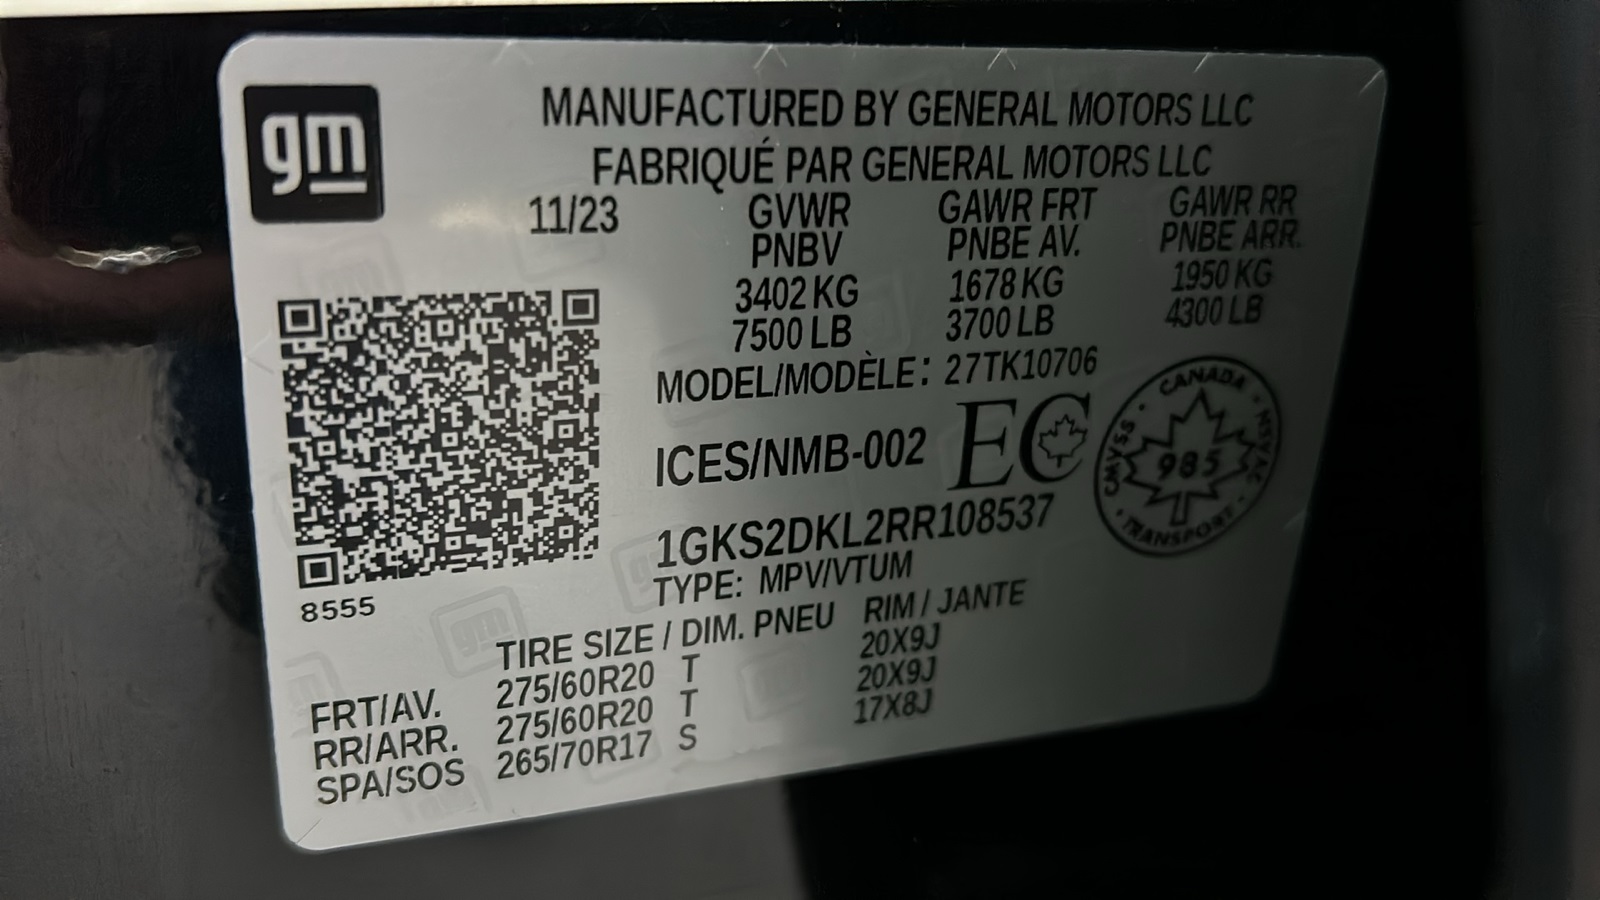 gm
MANUFACTURED BY GENERAL MOTORS LLC
FABRIQUÉ PAR GENERAL MOTORS LLC
11/23 GVWR GAWR FRT GAWR RR
PNBV PNBE AV. PNBE ARR.
3402 KG 1678 KG 1950 KG
7500 LB 3700 LB 4300 LB
MODEL/MODÈLE: 27TK10706
ICES/NMB-002 EC
CANADA
CMVSS 985 NSVAC
TRANSPORT
1GKS2DKL2RR108537
TYPE: MPV/VTUM
8555
TIRE SIZE / DIM. PNEU RIM / JANTE
FRT/AV. 275/60R20 T 20X9J
RR/ARR. 275/60R20 T 20X9J
SPA/SOS 265/70R17 S 17X8J